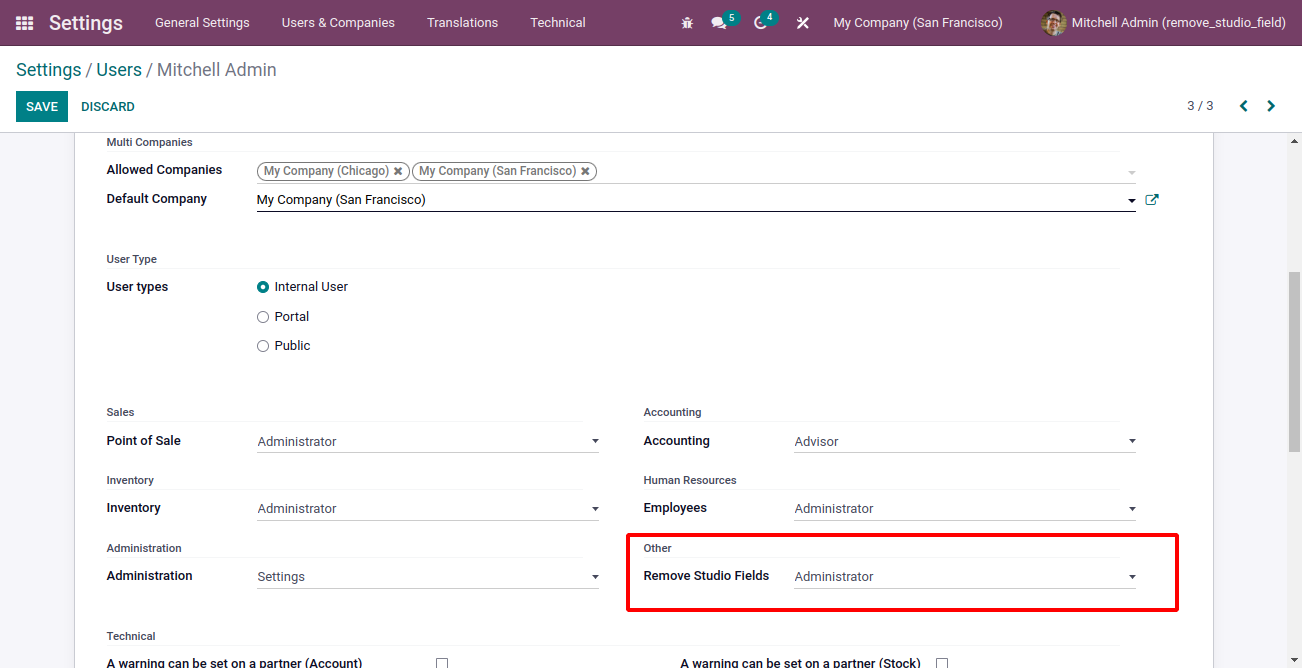 Settings General Settings Users & Companies Translations Technical 5 4 My Company (San Francisco) Mitchell Admin (remove_studio_field)
Settings / Users / Mitchell Admin
SAVE DISCARD 3 / 3
Multi Companies
Allowed Companies My Company (Chicago) My Company (San Francisco)
Default Company My Company (San Francisco)
User Type
User types Internal User
Portal
Public
Sales Accounting
Point of Sale Administrator Accounting Advisor
Inventory Human Resources
Inventory Administrator Employees Administrator
Administration Other
Administration Settings Remove Studio Fields Administrator
Technical
A warning can be set on a partner (Account) A warning can be set on a partner (Stock)